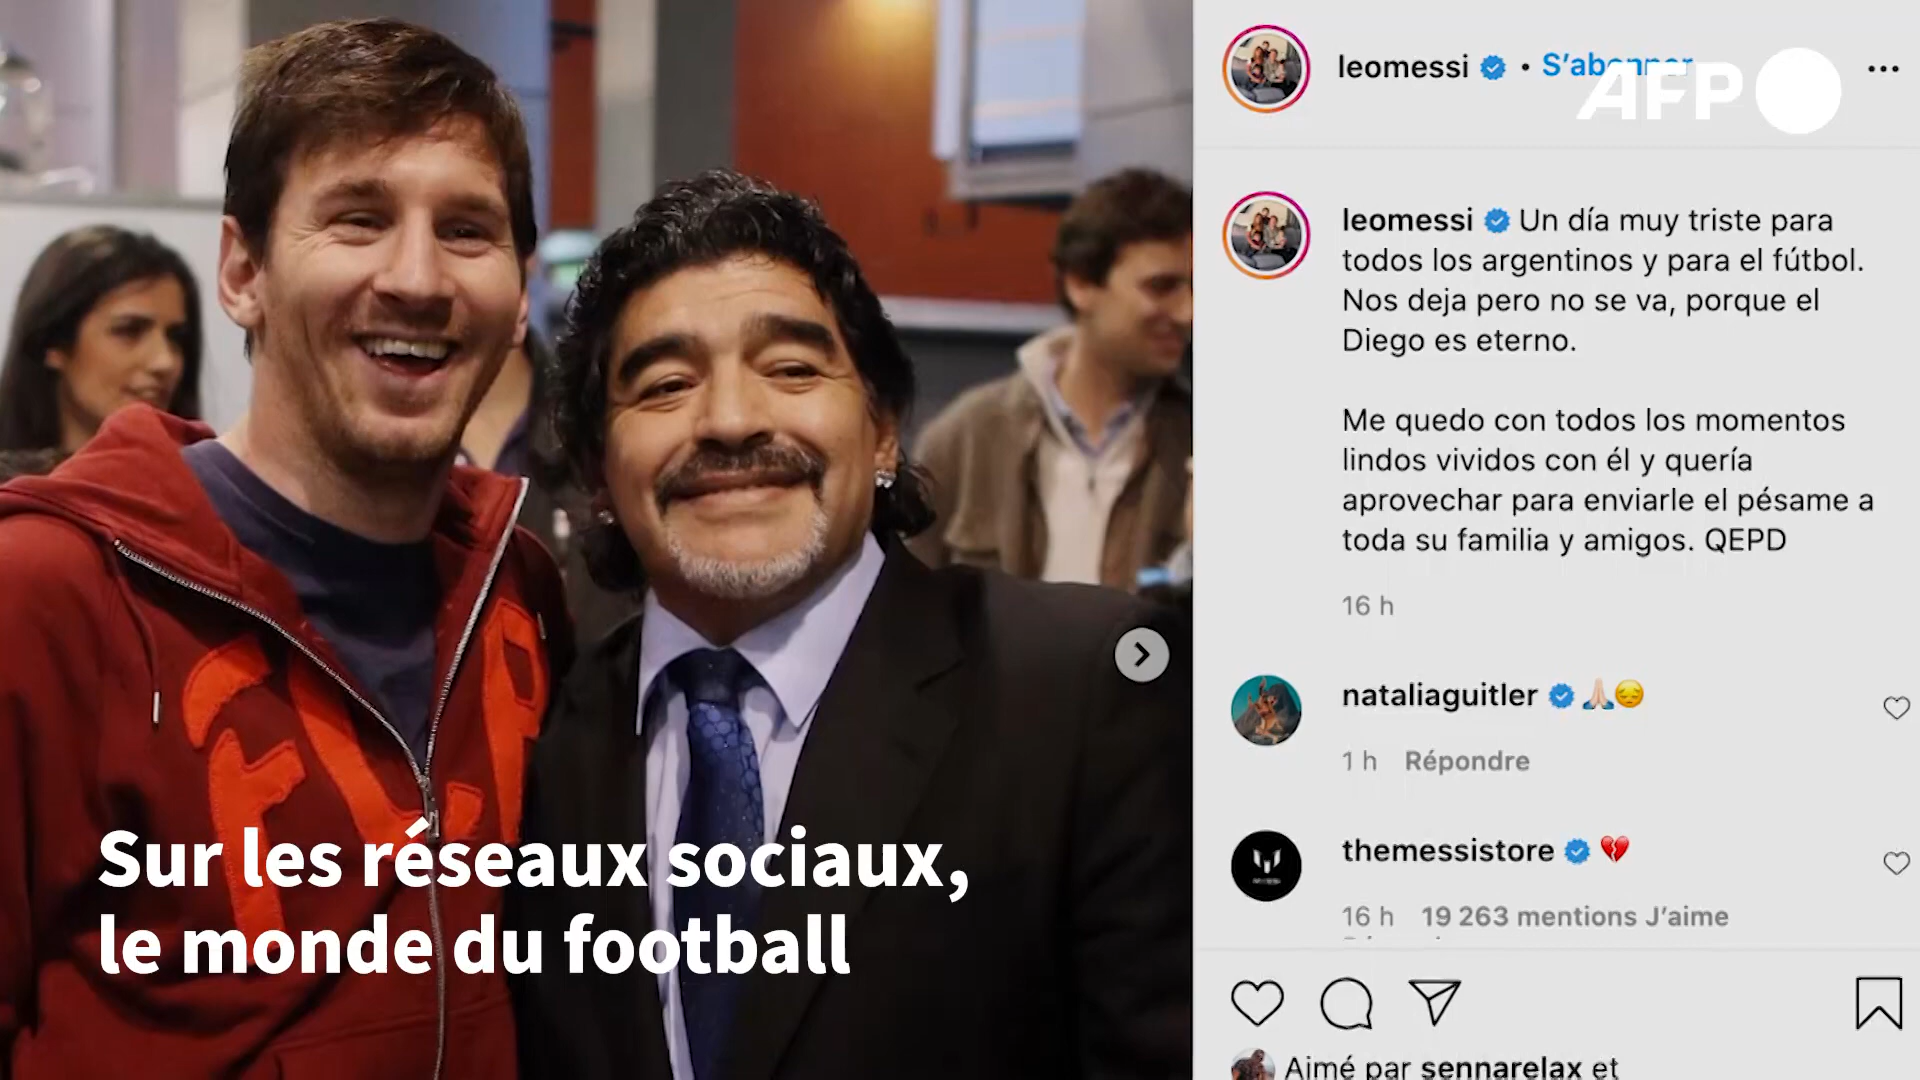 leomessi • S'abonner
AFP
leomessi Un día muy triste para
todos los argentinos y para el fútbol.
Nos deja pero no se va, porque el
Diego es eterno.
Me quedo con todos los momentos
lindos vividos con él y quería
aprovechar para enviarle el pésame a
toda su familia y amigos. QEPD
16 h
nataliaguitler 🙏🏻😔
1 h Répondre
themessistore 💔
16 h 19 263 mentions J'aime
Aimé par sennarelax et
Sur les réseaux sociaux,
le monde du football